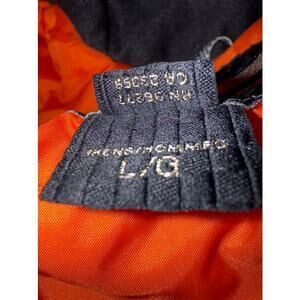 RN 96277
CA 23059
MENS/HOMMES
L/G